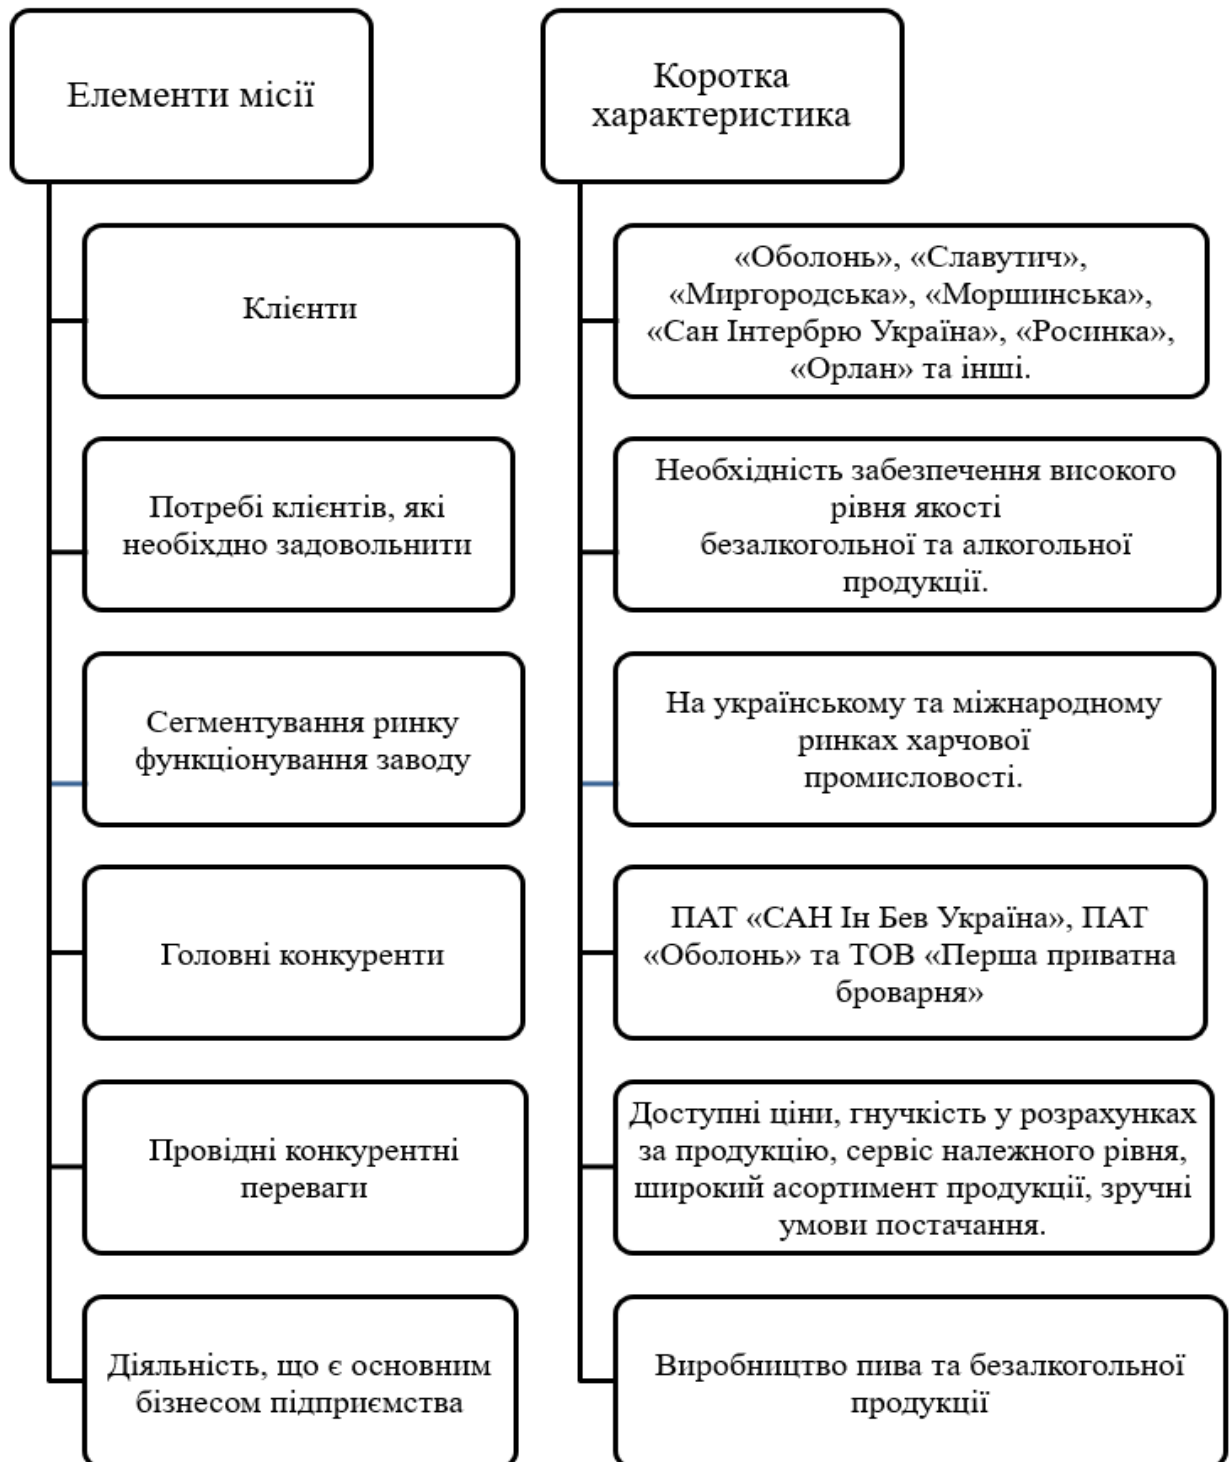 Елементи місії
Коротка
характеристика
Клієнти
«Оболонь», «Славутич»,
«Миргородська», «Моршинська»,
«Сан Інтербрю Україна», «Росинка»,
«Орлан» та інші.
Потребі клієнтів, які
необіхдно задовольнити
Необхідність забезпечення високого
рівня якості
безалкогольної та алкогольної
продукції.
Сегментування ринку
функціонування заводу
На українському та міжнародному
ринках харчової
промисловості.
Головні конкуренти
ПАТ «САН Ін Бев Україна», ПАТ
«Оболонь» та ТОВ «Перша приватна
броварня»
Провідні конкурентні
переваги
Доступні ціни, гнучкість у розрахунках
за продукцію, сервіс належного рівня,
широкий асортимент продукції, зручні
умови постачання.
Діяльність, що є основним
бізнесом підприємства
Виробництво пива та безалкогольної
продукції